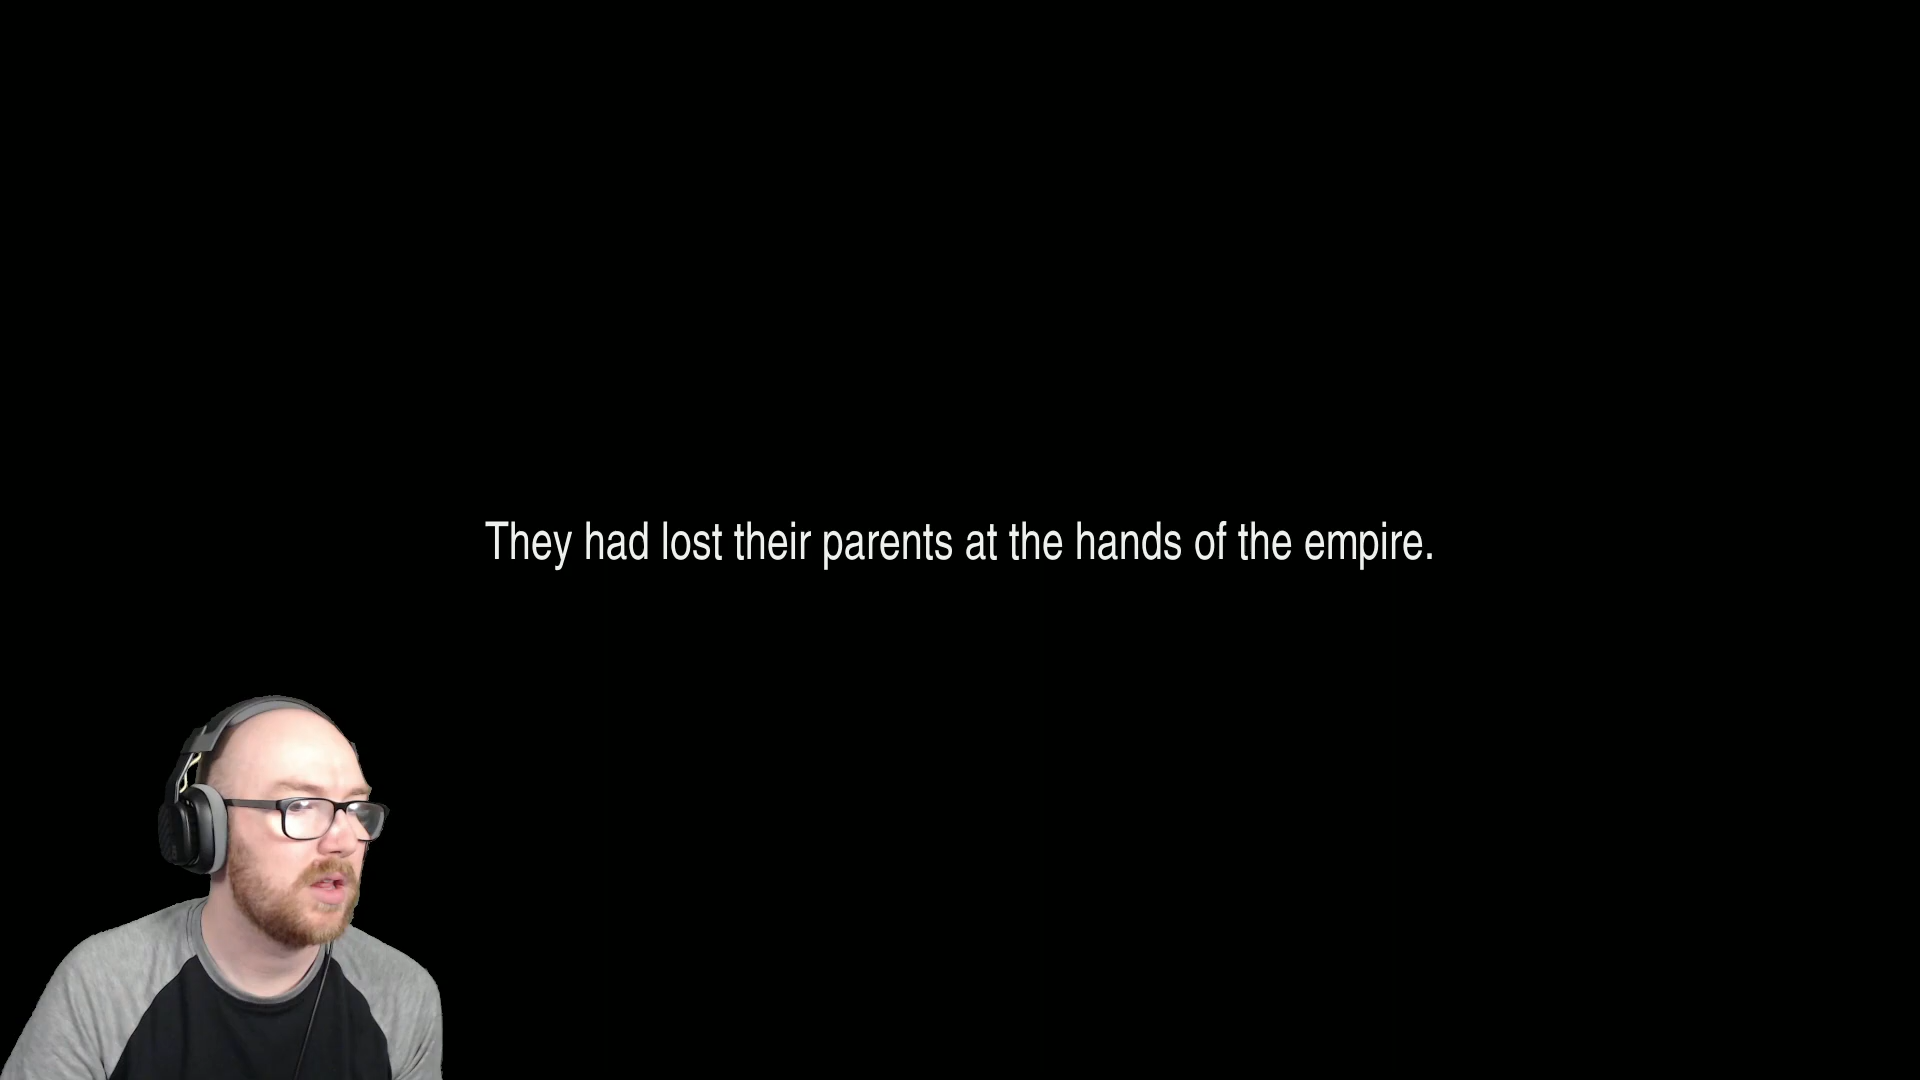 They had lost their parents at the hands of the empire.